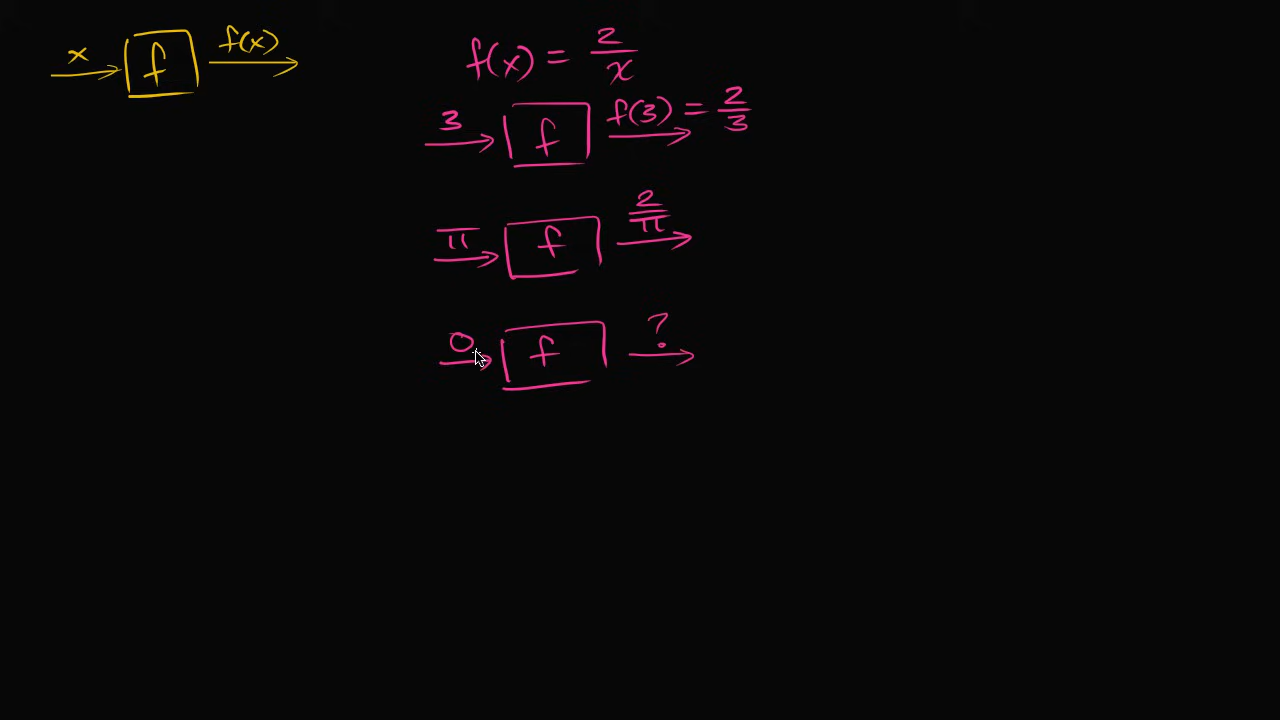 x f f(x)
f(x) = 2/x
3 f f(3) = 2/3
π f 2/π
0 f ?